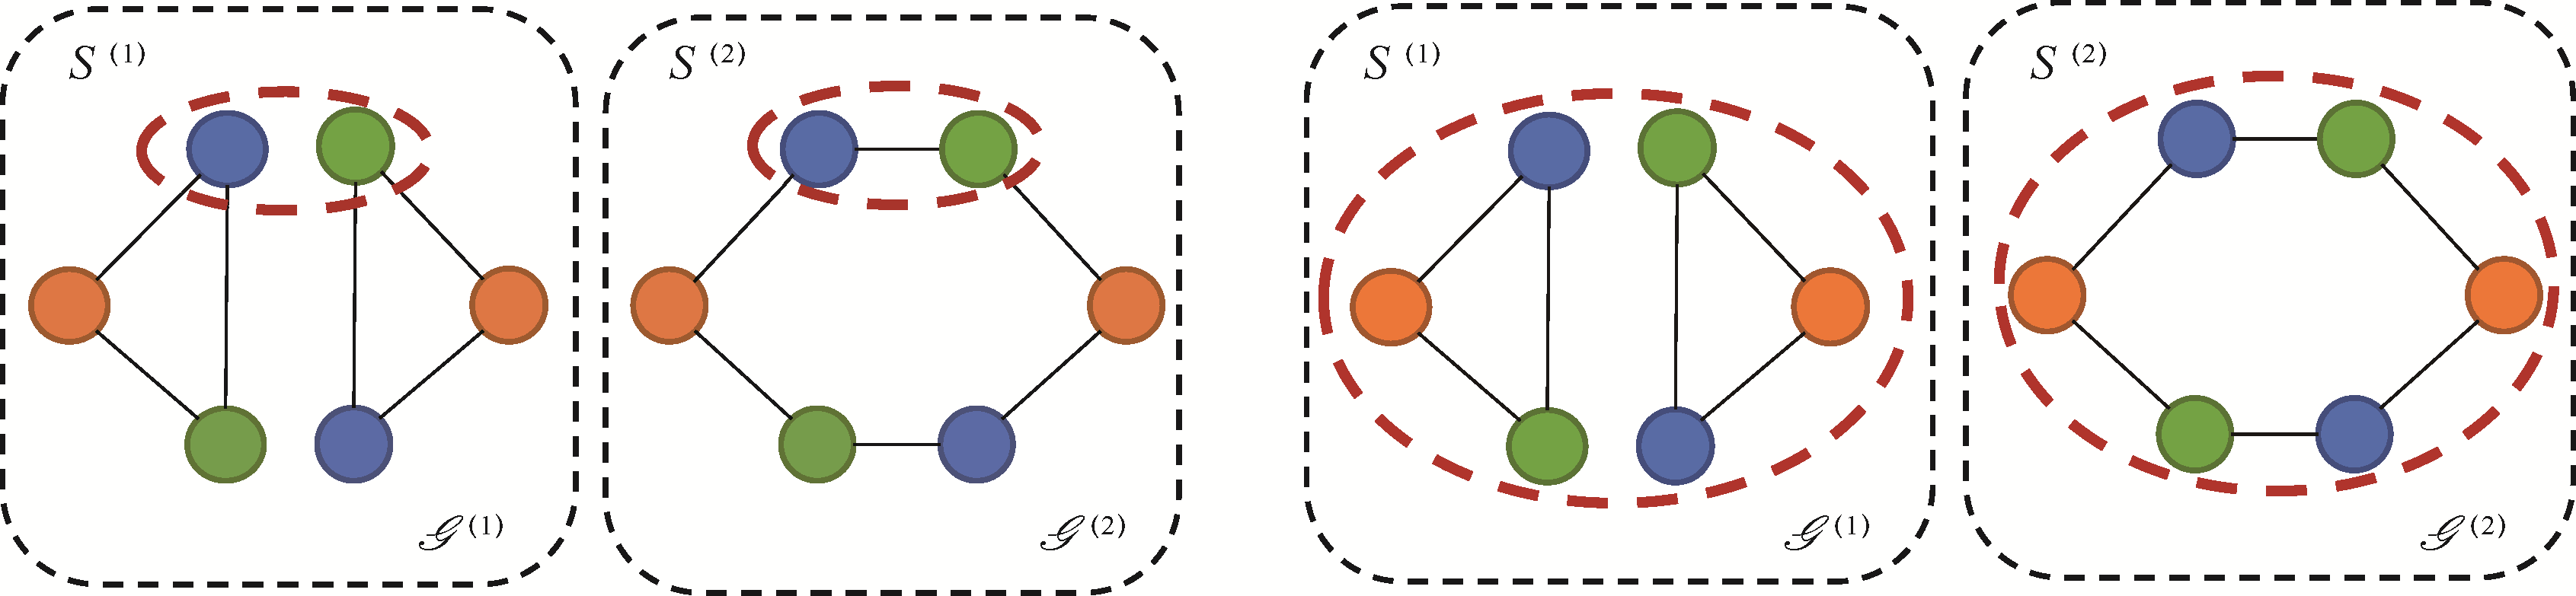 S (1)
S (2)
S (1)
S (2)
𝒢 (1)
𝒢 (2)
𝒢 (1)
𝒢 (2)